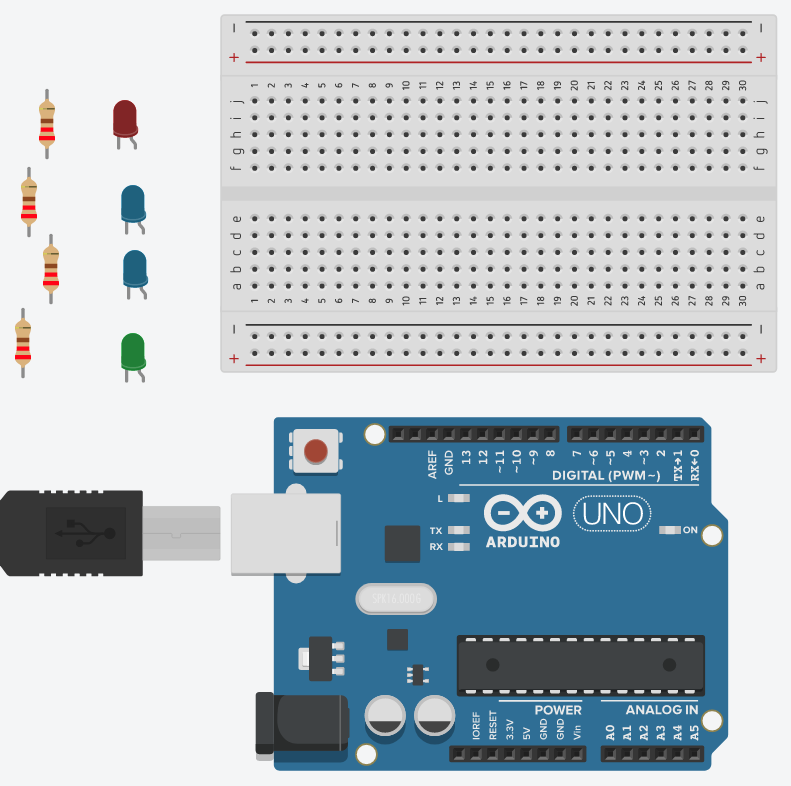 − −
+ +
1 2 3 4 5 6 7 8 9 10 11 12 13 14 15 16 17 18 19 20 21 22 23 24 25 26 27 28 29 30
j j
i i
h h
g g
f f
e e
d d
c c
b b
a a
1 2 3 4 5 6 7 8 9 10 11 12 13 14 15 16 17 18 19 20 21 22 23 24 25 26 27 28 29 30
− −
+ +
AREF GND 13 12 ~11 ~10 ~9 8 7 ~6 ~5 4 ~3 2 TX→1 RX←0
DIGITAL (PWM ~)
L
UNO
TX
RX
ARDUINO
ON
SPK16.000G
POWER
ANALOG IN
IOREF RESET 3.3V 5V GND GND Vin A0 A1 A2 A3 A4 A5